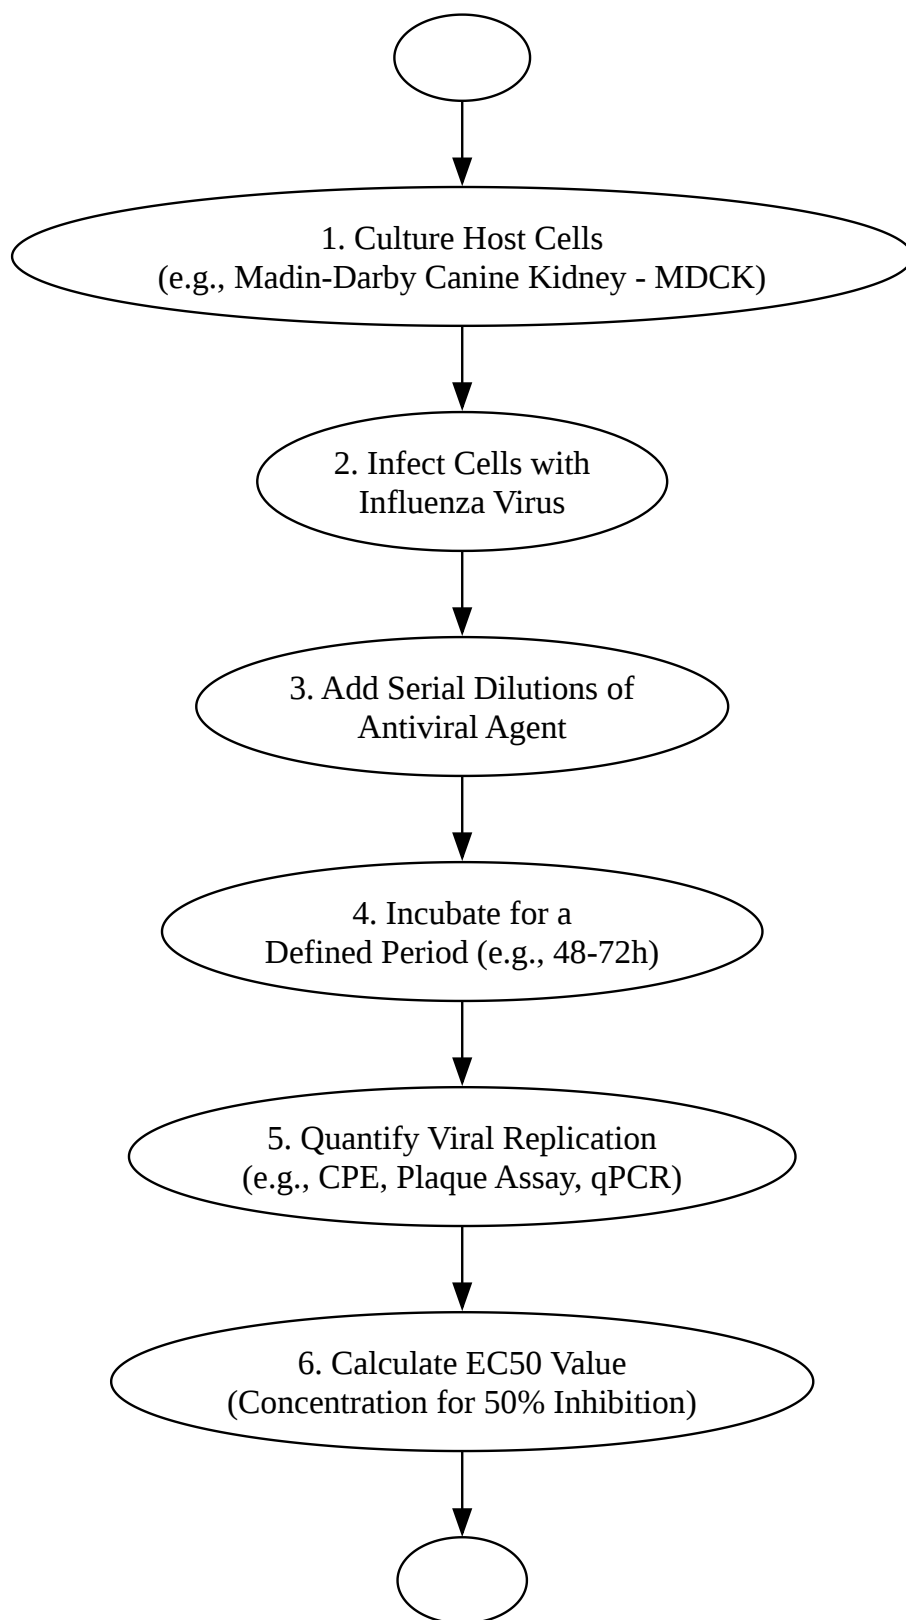 1. Culture Host Cells
(e.g., Madin-Darby Canine Kidney - MDCK)
2. Infect Cells with
Influenza Virus
3. Add Serial Dilutions of
Antiviral Agent
4. Incubate for a
Defined Period (e.g., 48-72h)
5. Quantify Viral Replication
(e.g., CPE, Plaque Assay, qPCR)
6. Calculate EC50 Value
(Concentration for 50% Inhibition)